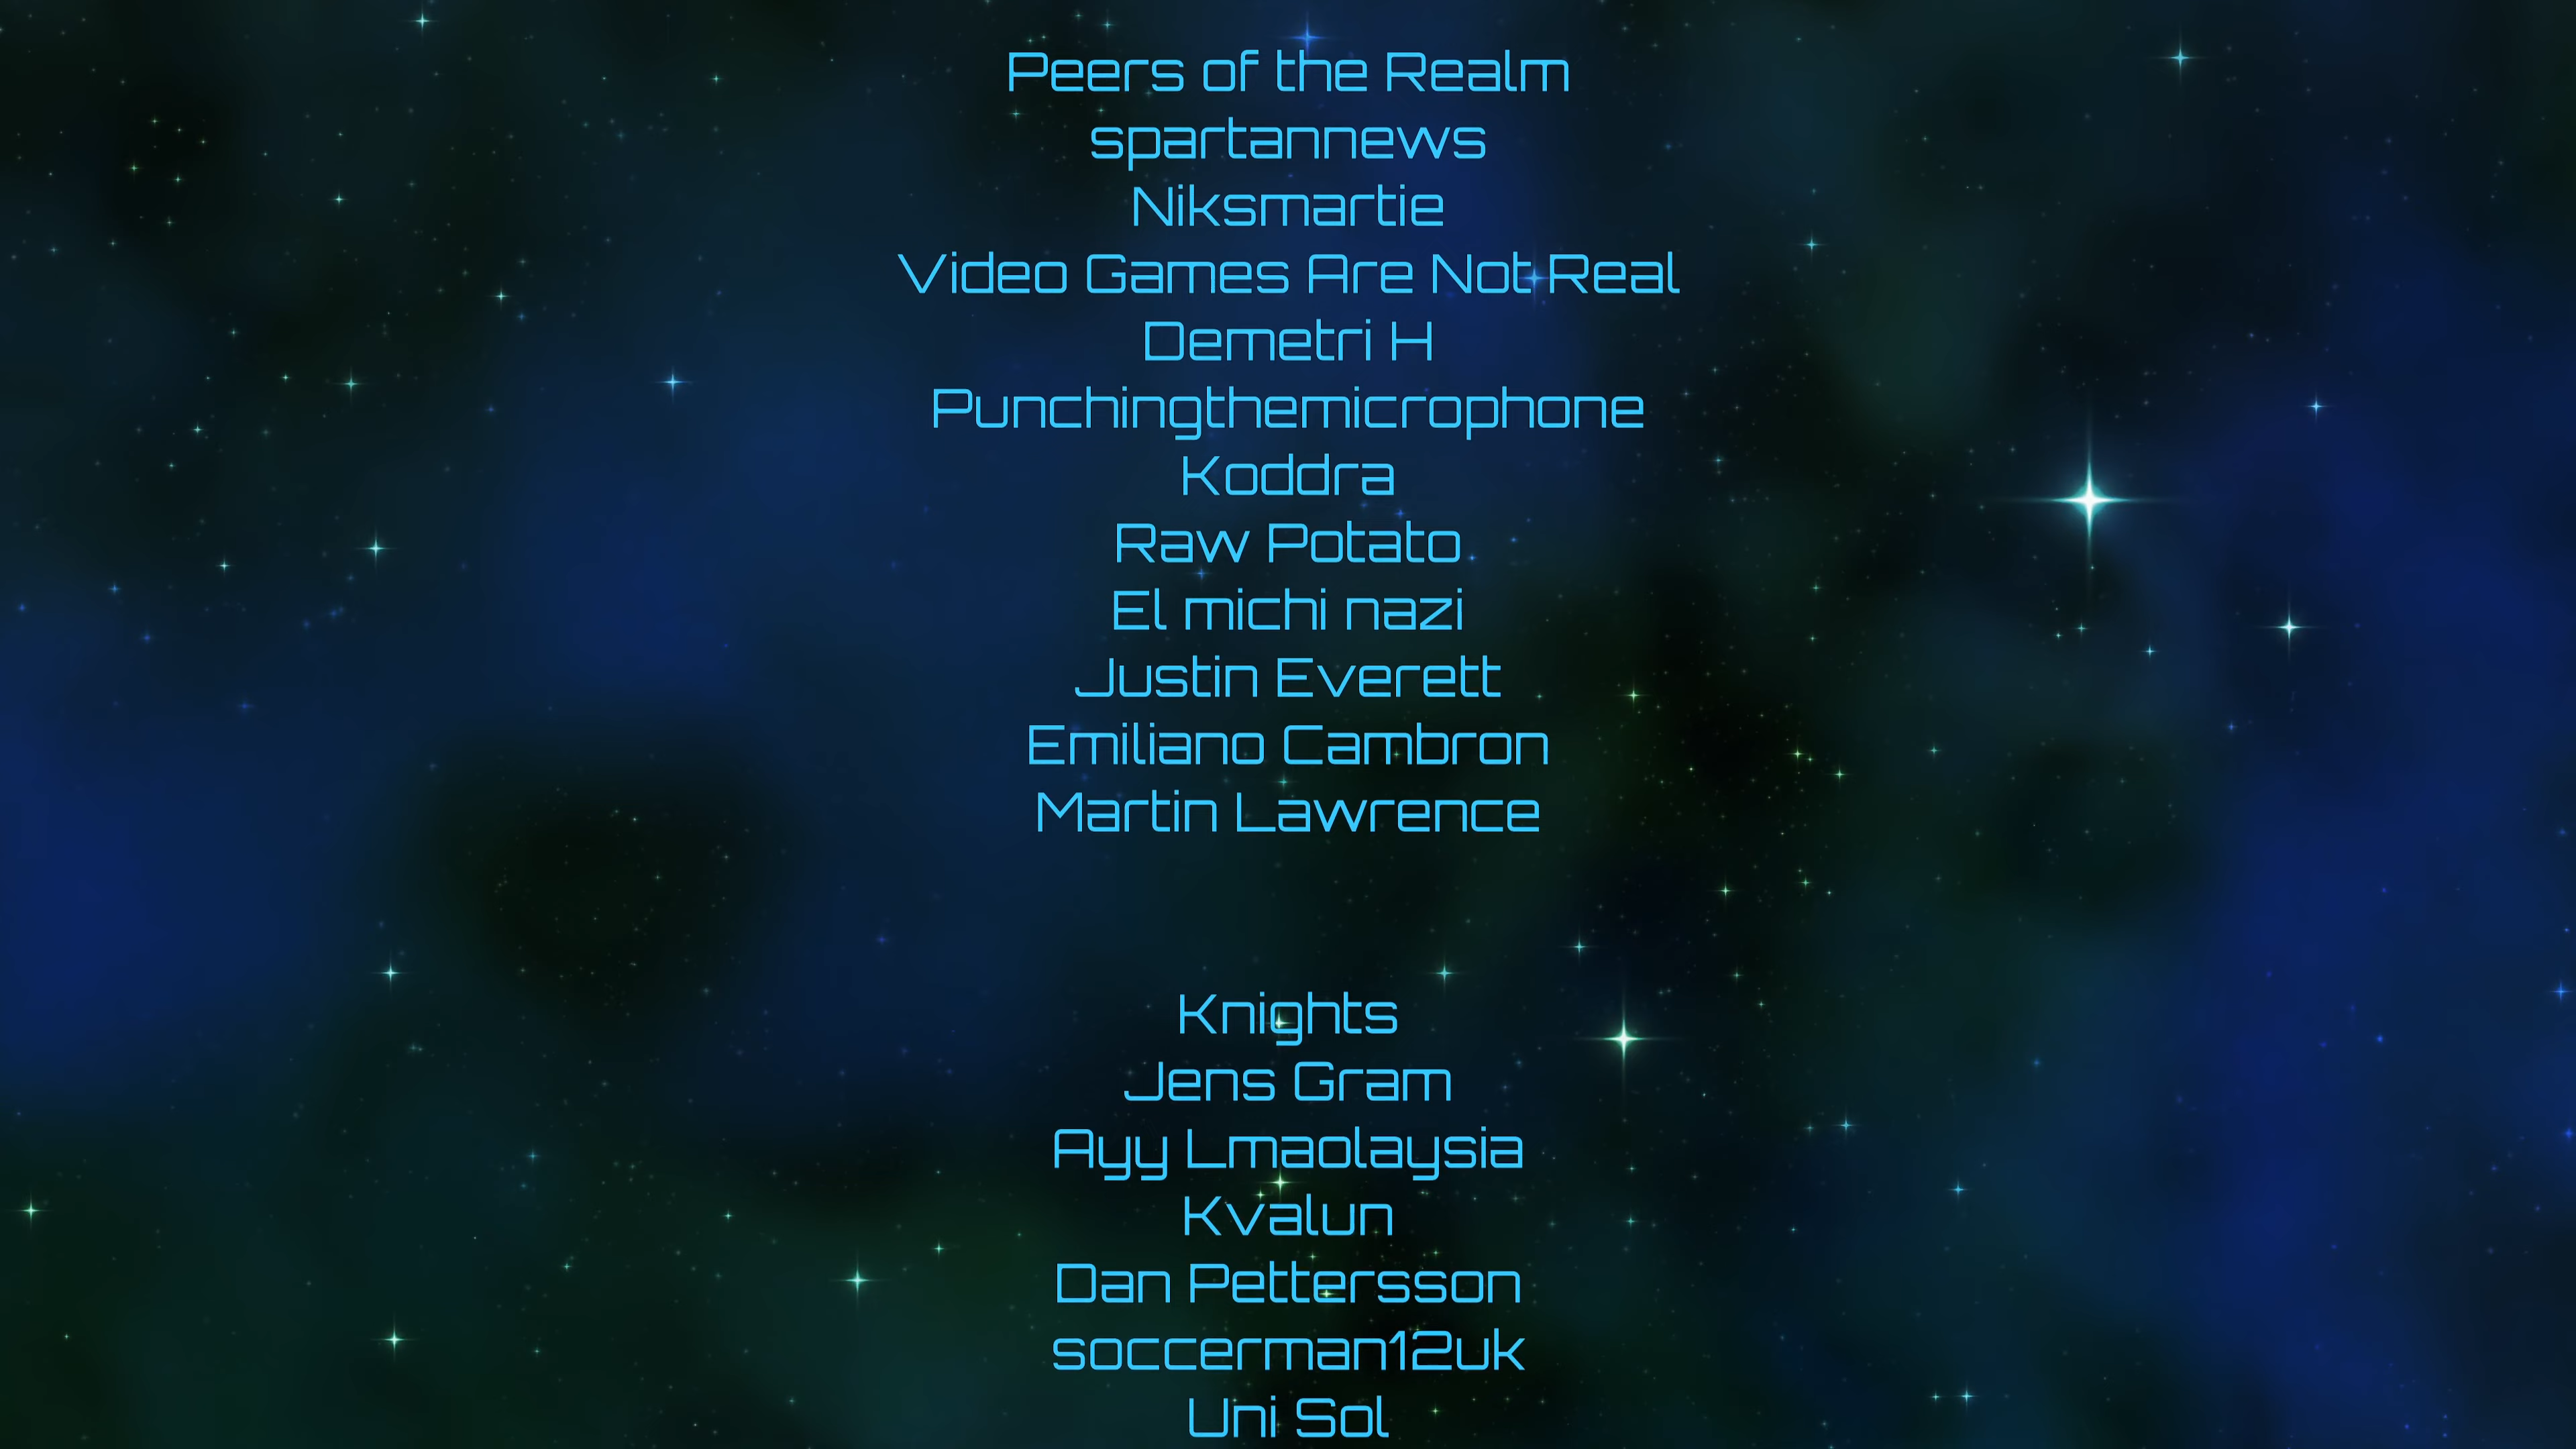 Peers of the Realm
spartannews
Niksmartie
Video Games Are Not Real
Demetri H
Punchingthemicrophone
Koddra
Raw Potato
El michi nazi
Justin Everett
Emiliano Cambron
Martin Lawrence
Knights
Jens Gram
Ayy Lmaolaysia
Kvalun
Dan Pettersson
soccerman12uk
Uni Sol